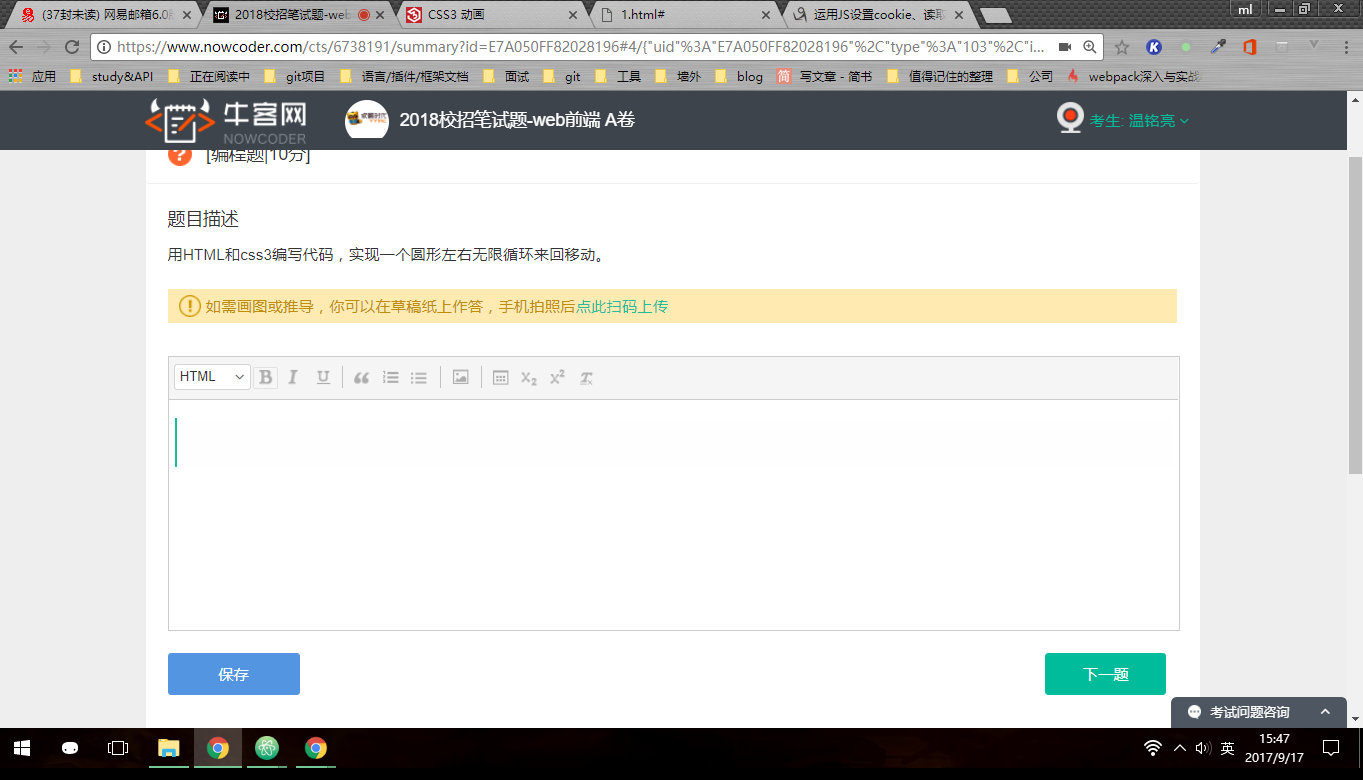 (37封未读) 网易邮箱6.0
2018校招笔试题-web
CSS3 动画
1.html#
运用JS设置cookie、读取
ml
https://www.nowcoder.com/cts/6738191/summary?id=E7A050FF82028196#4/{"uid"%3A"E7A050FF82028196"%2C"type"%3A"103"%2C"i...
应用
study&API
正在阅读中
git项目
语言/插件/框架文档
面试
git
工具
墙外
blog
简
写文章 - 简书
值得记住的整理
公司
webpack深入与实战
牛客网
NOWCODER
2018校招笔试题-web前端 A卷
考生: 温铭亮
[编程题|10分]
题目描述
用HTML和css3编写代码，实现一个圆形左右无限循环来回移动。
如需画图或推导，你可以在草稿纸上作答，手机拍照后点此扫码上传
HTML
保存
下一题
考试问题咨询
英
15:47
2017/9/17